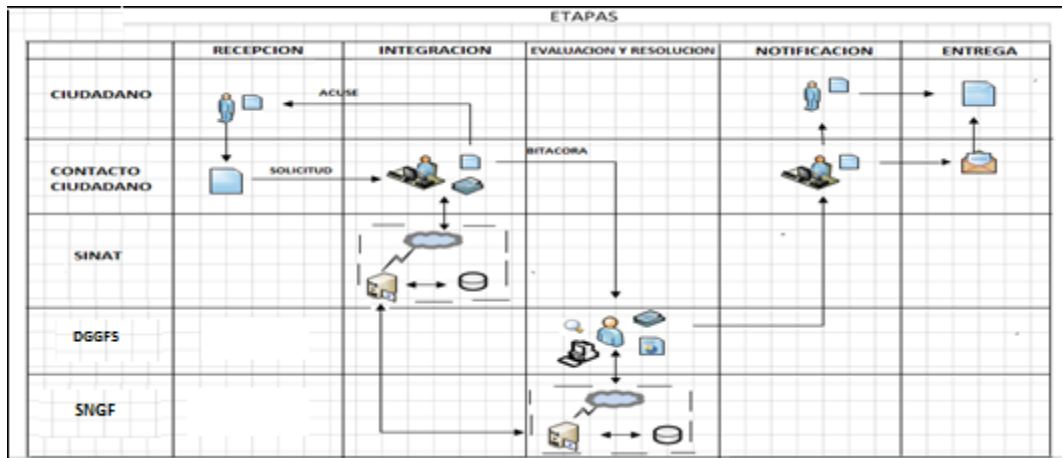 ETAPAS
RECEPCION
INTEGRACION
EVALUACION Y RESOLUCION
NOTIFICACION
ENTREGA
CIUDADANO
ACUSE
CONTACTO
CIUDADANO
SOLICITUD
BITACORA
SINAT
DGGFS
SNGF